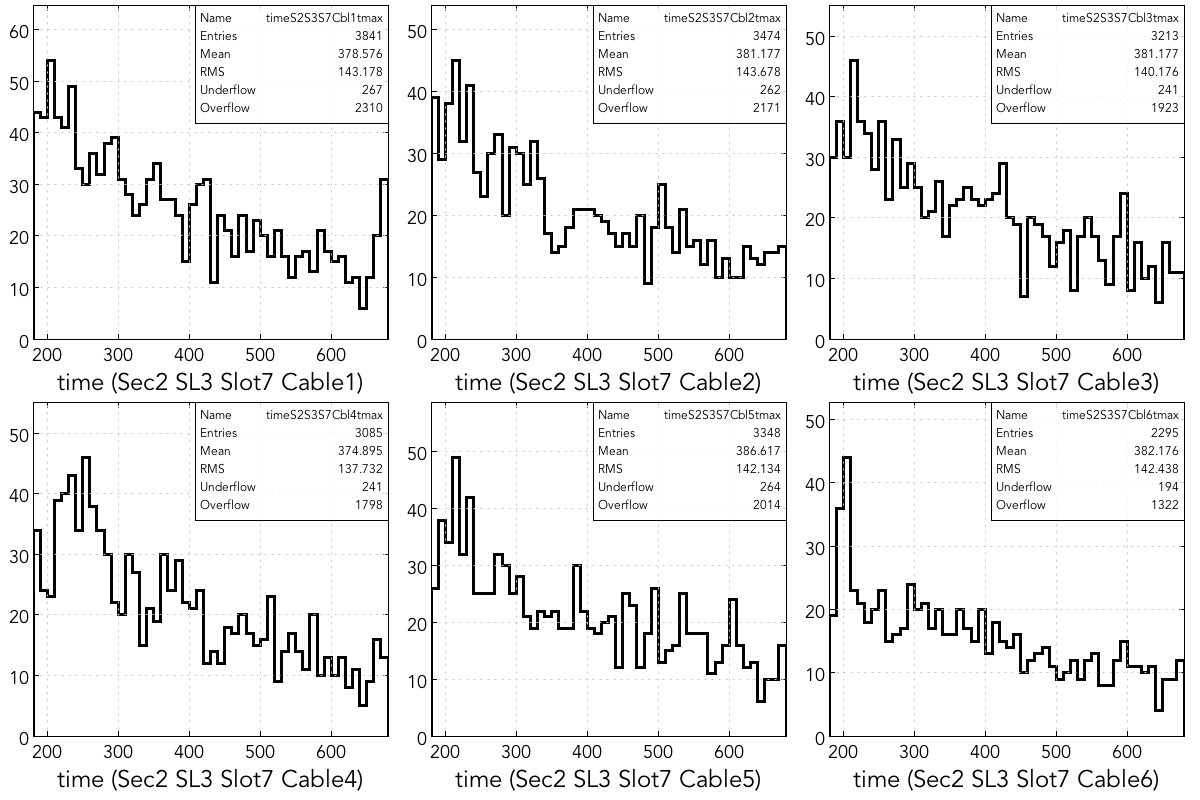 Name timeS2S3S7Cbl1tmax
Entries 3841
Mean 378.576
RMS 143.178
Underflow 267
Overflow 2310
60
50
40
30
20
10
0
200 300 400 500 600
time (Sec2 SL3 Slot7 Cable1)
Name timeS2S3S7Cbl2tmax
Entries 3474
Mean 381.177
RMS 143.678
Underflow 262
Overflow 2171
50
40
30
20
10
0
200 300 400 500 600
time (Sec2 SL3 Slot7 Cable2)
Name timeS2S3S7Cbl3tmax
Entries 3213
Mean 381.177
RMS 140.176
Underflow 241
Overflow 1923
50
40
30
20
10
0
200 300 400 500 600
time (Sec2 SL3 Slot7 Cable3)
Name timeS2S3S7Cbl4tmax
Entries 3085
Mean 374.895
RMS 137.732
Underflow 241
Overflow 1798
50
40
30
20
10
0
200 300 400 500 600
time (Sec2 SL3 Slot7 Cable4)
Name timeS2S3S7Cbl5tmax
Entries 3348
Mean 386.617
RMS 142.134
Underflow 264
Overflow 2014
50
40
30
20
10
0
200 300 400 500 600
time (Sec2 SL3 Slot7 Cable5)
Name timeS2S3S7Cbl6tmax
Entries 2295
Mean 382.176
RMS 142.438
Underflow 194
Overflow 1322
50
40
30
20
10
0
200 300 400 500 600
time (Sec2 SL3 Slot7 Cable6)